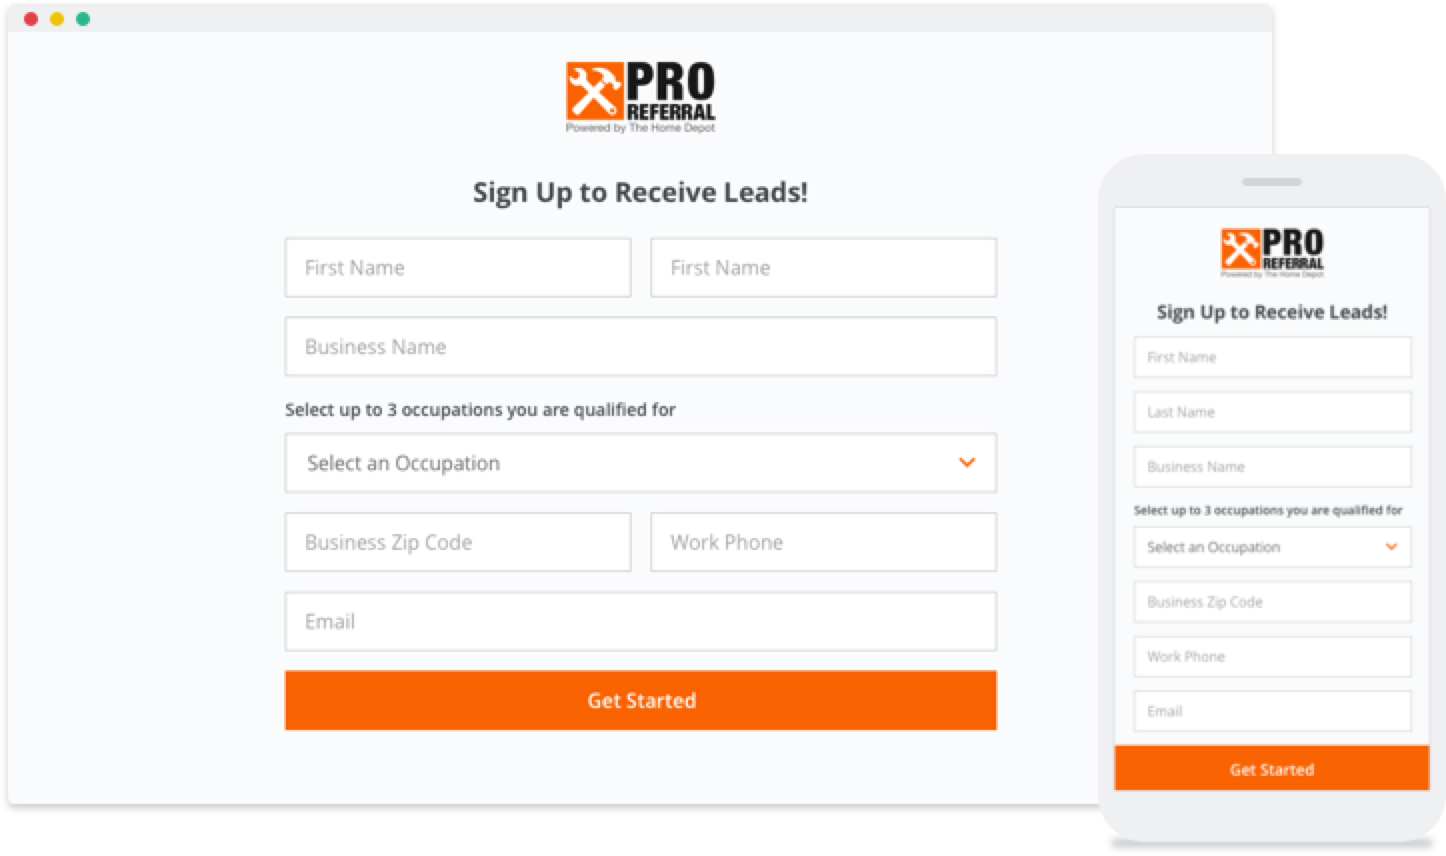 PRO
REFERRAL
Powered by The Home Depot
Sign Up to Receive Leads!
First Name
First Name
Business Name
Select up to 3 occupations you are qualified for
Select an Occupation
Business Zip Code
Work Phone
Email
Get Started
PRO
REFERRAL
Powered by The Home Depot
Sign Up to Receive Leads!
First Name
Last Name
Business Name
Select up to 3 occupations you are qualified for
Select an Occupation
Business Zip Code
Work Phone
Email
Get Started